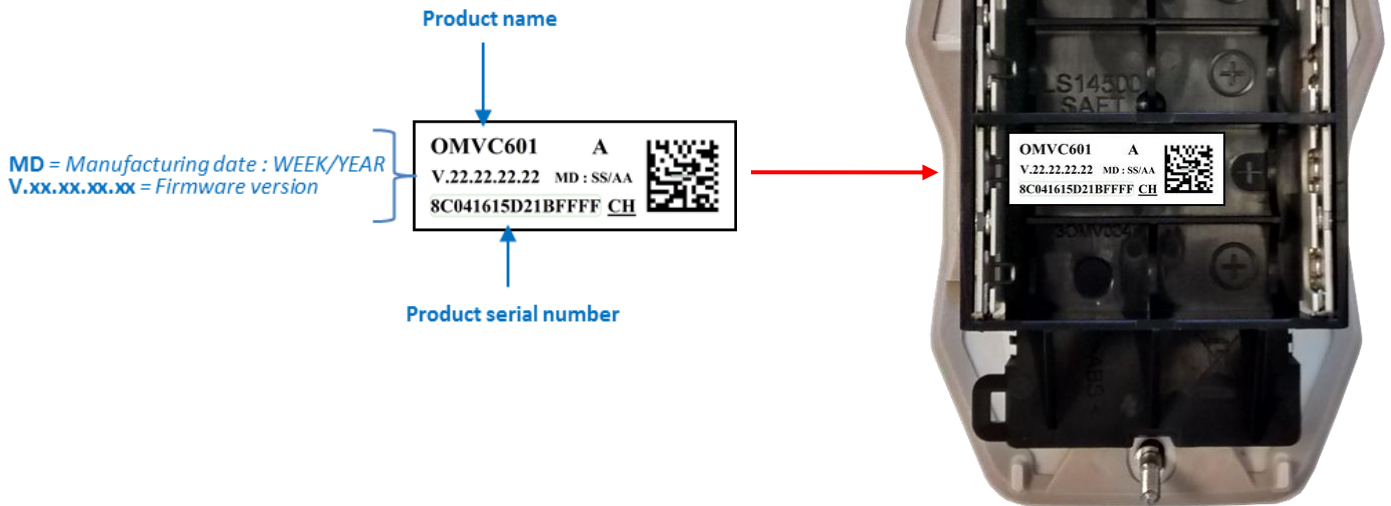 Product name
MD = Manufacturing date : WEEK/YEAR
V.xx.xx.xx.xx = Firmware version
OMVC601 A
V.22.22.22.22 MD : SS/AA
8C041615D21BFFFF CH
Product serial number
LS14500
SAFT
OMVC601 A
V.22.22.22.22 MD : SS/AA
8C041615D21BFFFF CH
3OMV004